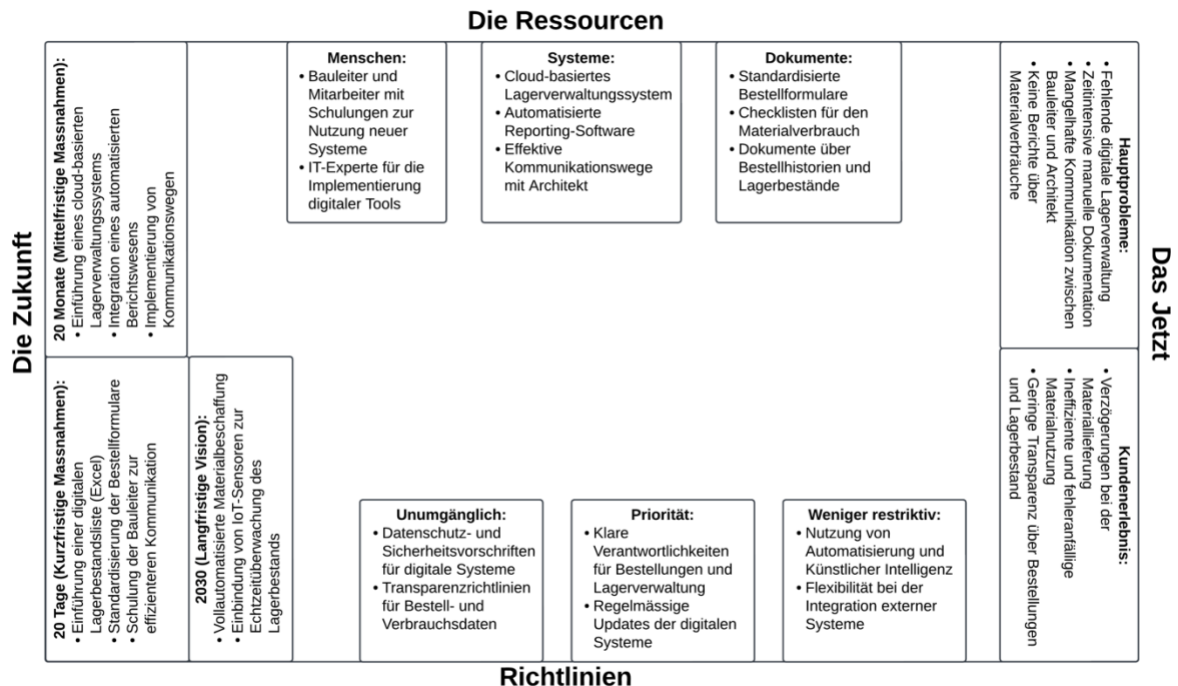 Die Ressourcen
Menschen:
• Bauleiter und
Mitarbeiter mit
Schulungen zur
Nutzung neuer
Systeme
• IT-Experte für die
Implementierung
digitaler Tools
Systeme:
• Cloud-basiertes
Lagerverwaltungssystem
• Automatisierte
Reporting-Software
• Effektive
Kommunikationswege
mit Architekt
Dokumente:
• Standardisierte
Bestellformulare
• Checklisten für den
Materialverbrauch
• Dokumente über
Bestellhistorien und
Lagerbestände
Das Jetzt
Hauptprobleme:
• Fehlende digitale Lagerverwaltung
• Zeitintensive manuelle Dokumentation
• Mangelhafte Kommunikation zwischen
Bauleiter und Architekt
• Keine Berichte über
Materialverbräuche
Kundenerlebnis:
• Verzögerungen bei der
Materiallieferung
• Ineffiziente und fehleranfällige
Materialnutzung
• Geringe Transparenz über Bestellungen
und Lagerbestand
Die Zukunft
20 Monate (Mittelfristige Massnahmen):
• Einführung eines cloud-basierten
Lagerverwaltungssystems
• Integration eines automatisierten
Berichtswesens
• Implementierung von
Kommunikationswegen
20 Tage (Kurzfristige Massnahmen):
• Einführung einer digitalen
Lagerbestandsliste (Excel)
• Standardisierung der Bestellformulare
• Schulung der Bauleiter zur
effizienteren Kommunikation
2030 (Langfristige Vision):
• Vollautomatisierte Materialbeschaffung
• Einbindung von IoT-Sensoren zur
Echtzeitüberwachung des
Lagerbestands
Unumgänglich:
• Datenschutz- und
Sicherheitsvorschriften
für digitale Systeme
• Transparenzrichtlinien
für Bestell- und
Verbrauchsdaten
Priorität:
• Klare
Verantwortlichkeiten
für Bestellungen und
Lagerverwaltung
• Regelmässige
Updates der digitalen
Systeme
Weniger restriktiv:
• Nutzung von
Automatisierung und
Künstlicher Intelligenz
• Flexibilität bei der
Integration externer
Systeme
Richtlinien